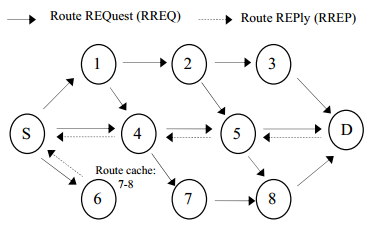 Route REQuest (RREQ) Route REPly (RREP)
1 2 3
S 4 5 D
Route cache:
7-8
6 7 8